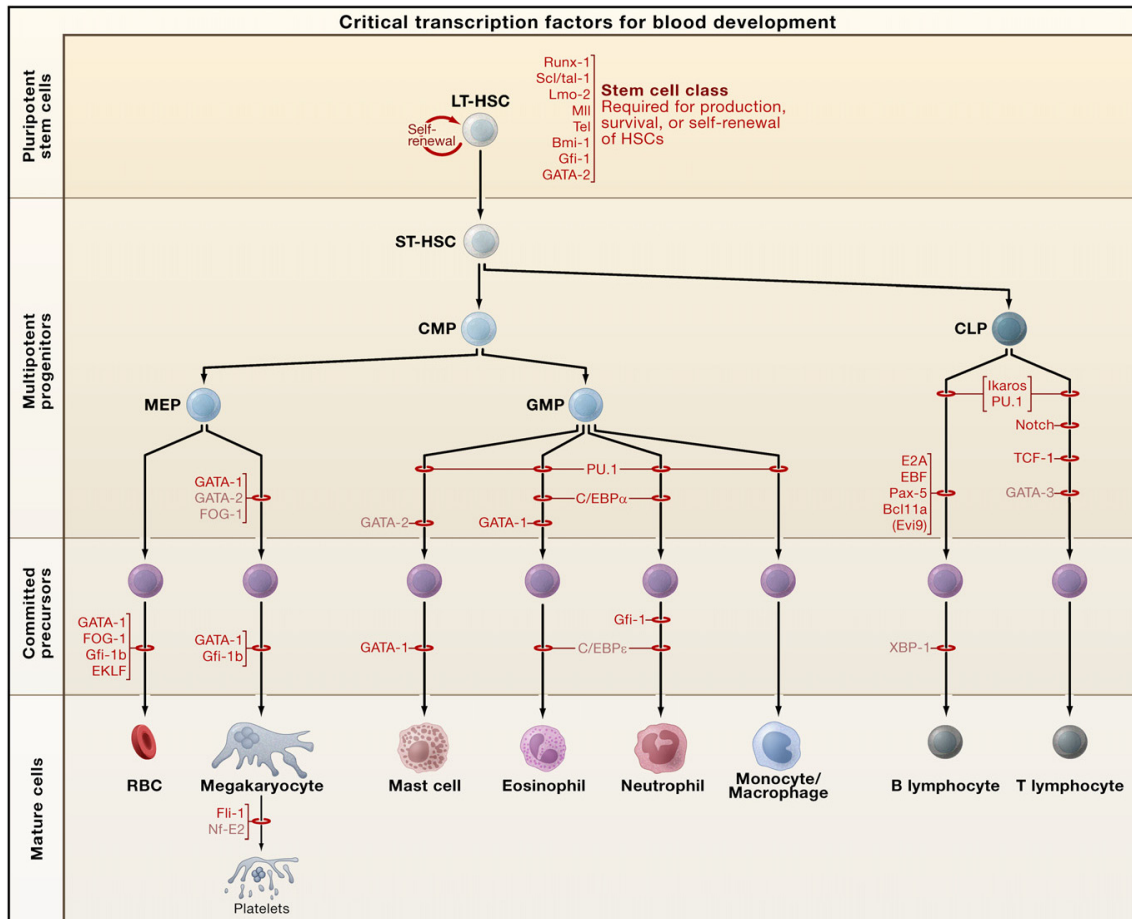 Critical transcription factors for blood development
Pluripotent
stem cells
LT-HSC
Self-
renewal
Runx-1
Scl/tal-1
Lmo-2
Mll
Tel
Bmi-1
Gfi-1
GATA-2
Stem cell class
Required for production,
survival, or self-renewal
of HSCs
Multipotent
progenitors
ST-HSC
CMP
CLP
MEP
GMP
Ikaros
PU.1
Notch
TCF-1
GATA-3
E2A
EBF
Pax-5
Bcl11a
(Evi9)
GATA-1
GATA-2
FOG-1
PU.1
C/EBPα
GATA-2
GATA-1
Committed
precursors
GATA-1
FOG-1
Gfi-1b
EKLF
GATA-1
Gfi-1b
GATA-1
Gfi-1
C/EBPε
XBP-1
Mature cells
RBC
Megakaryocyte
Mast cell
Eosinophil
Neutrophil
Monocyte/
Macrophage
B lymphocyte
T lymphocyte
Fli-1
Nf-E2
Platelets